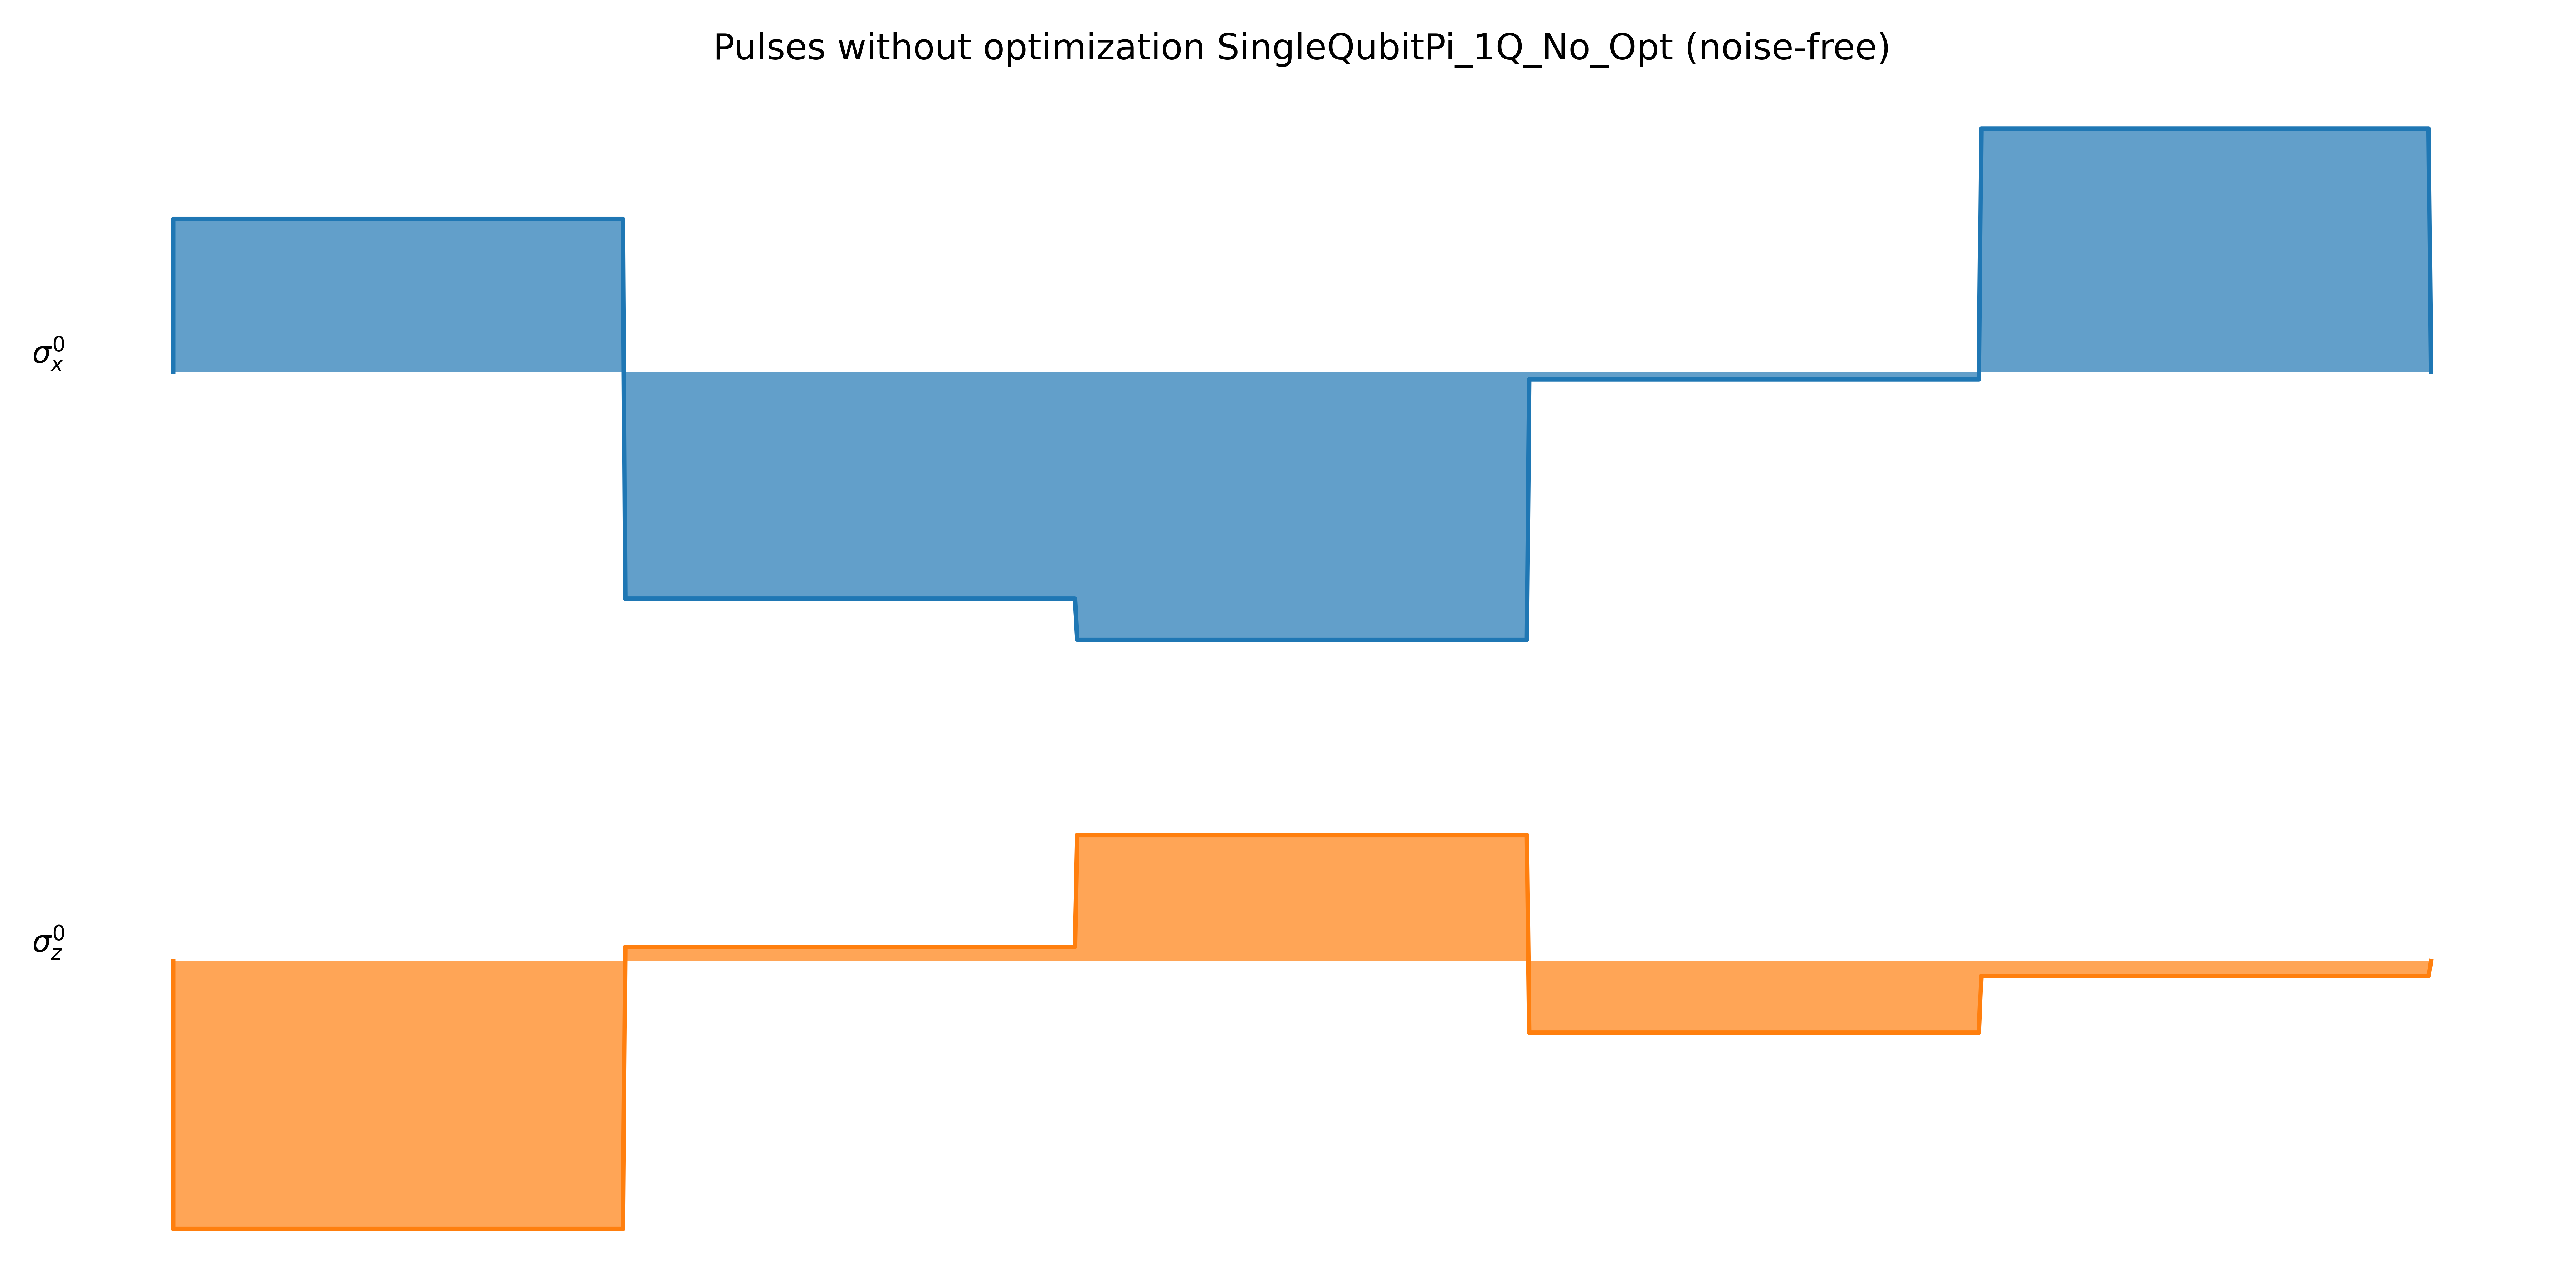 Pulses without optimization SingleQubitPi_1Q_No_Opt (noise-free)
σ_x^0
σ_z^0